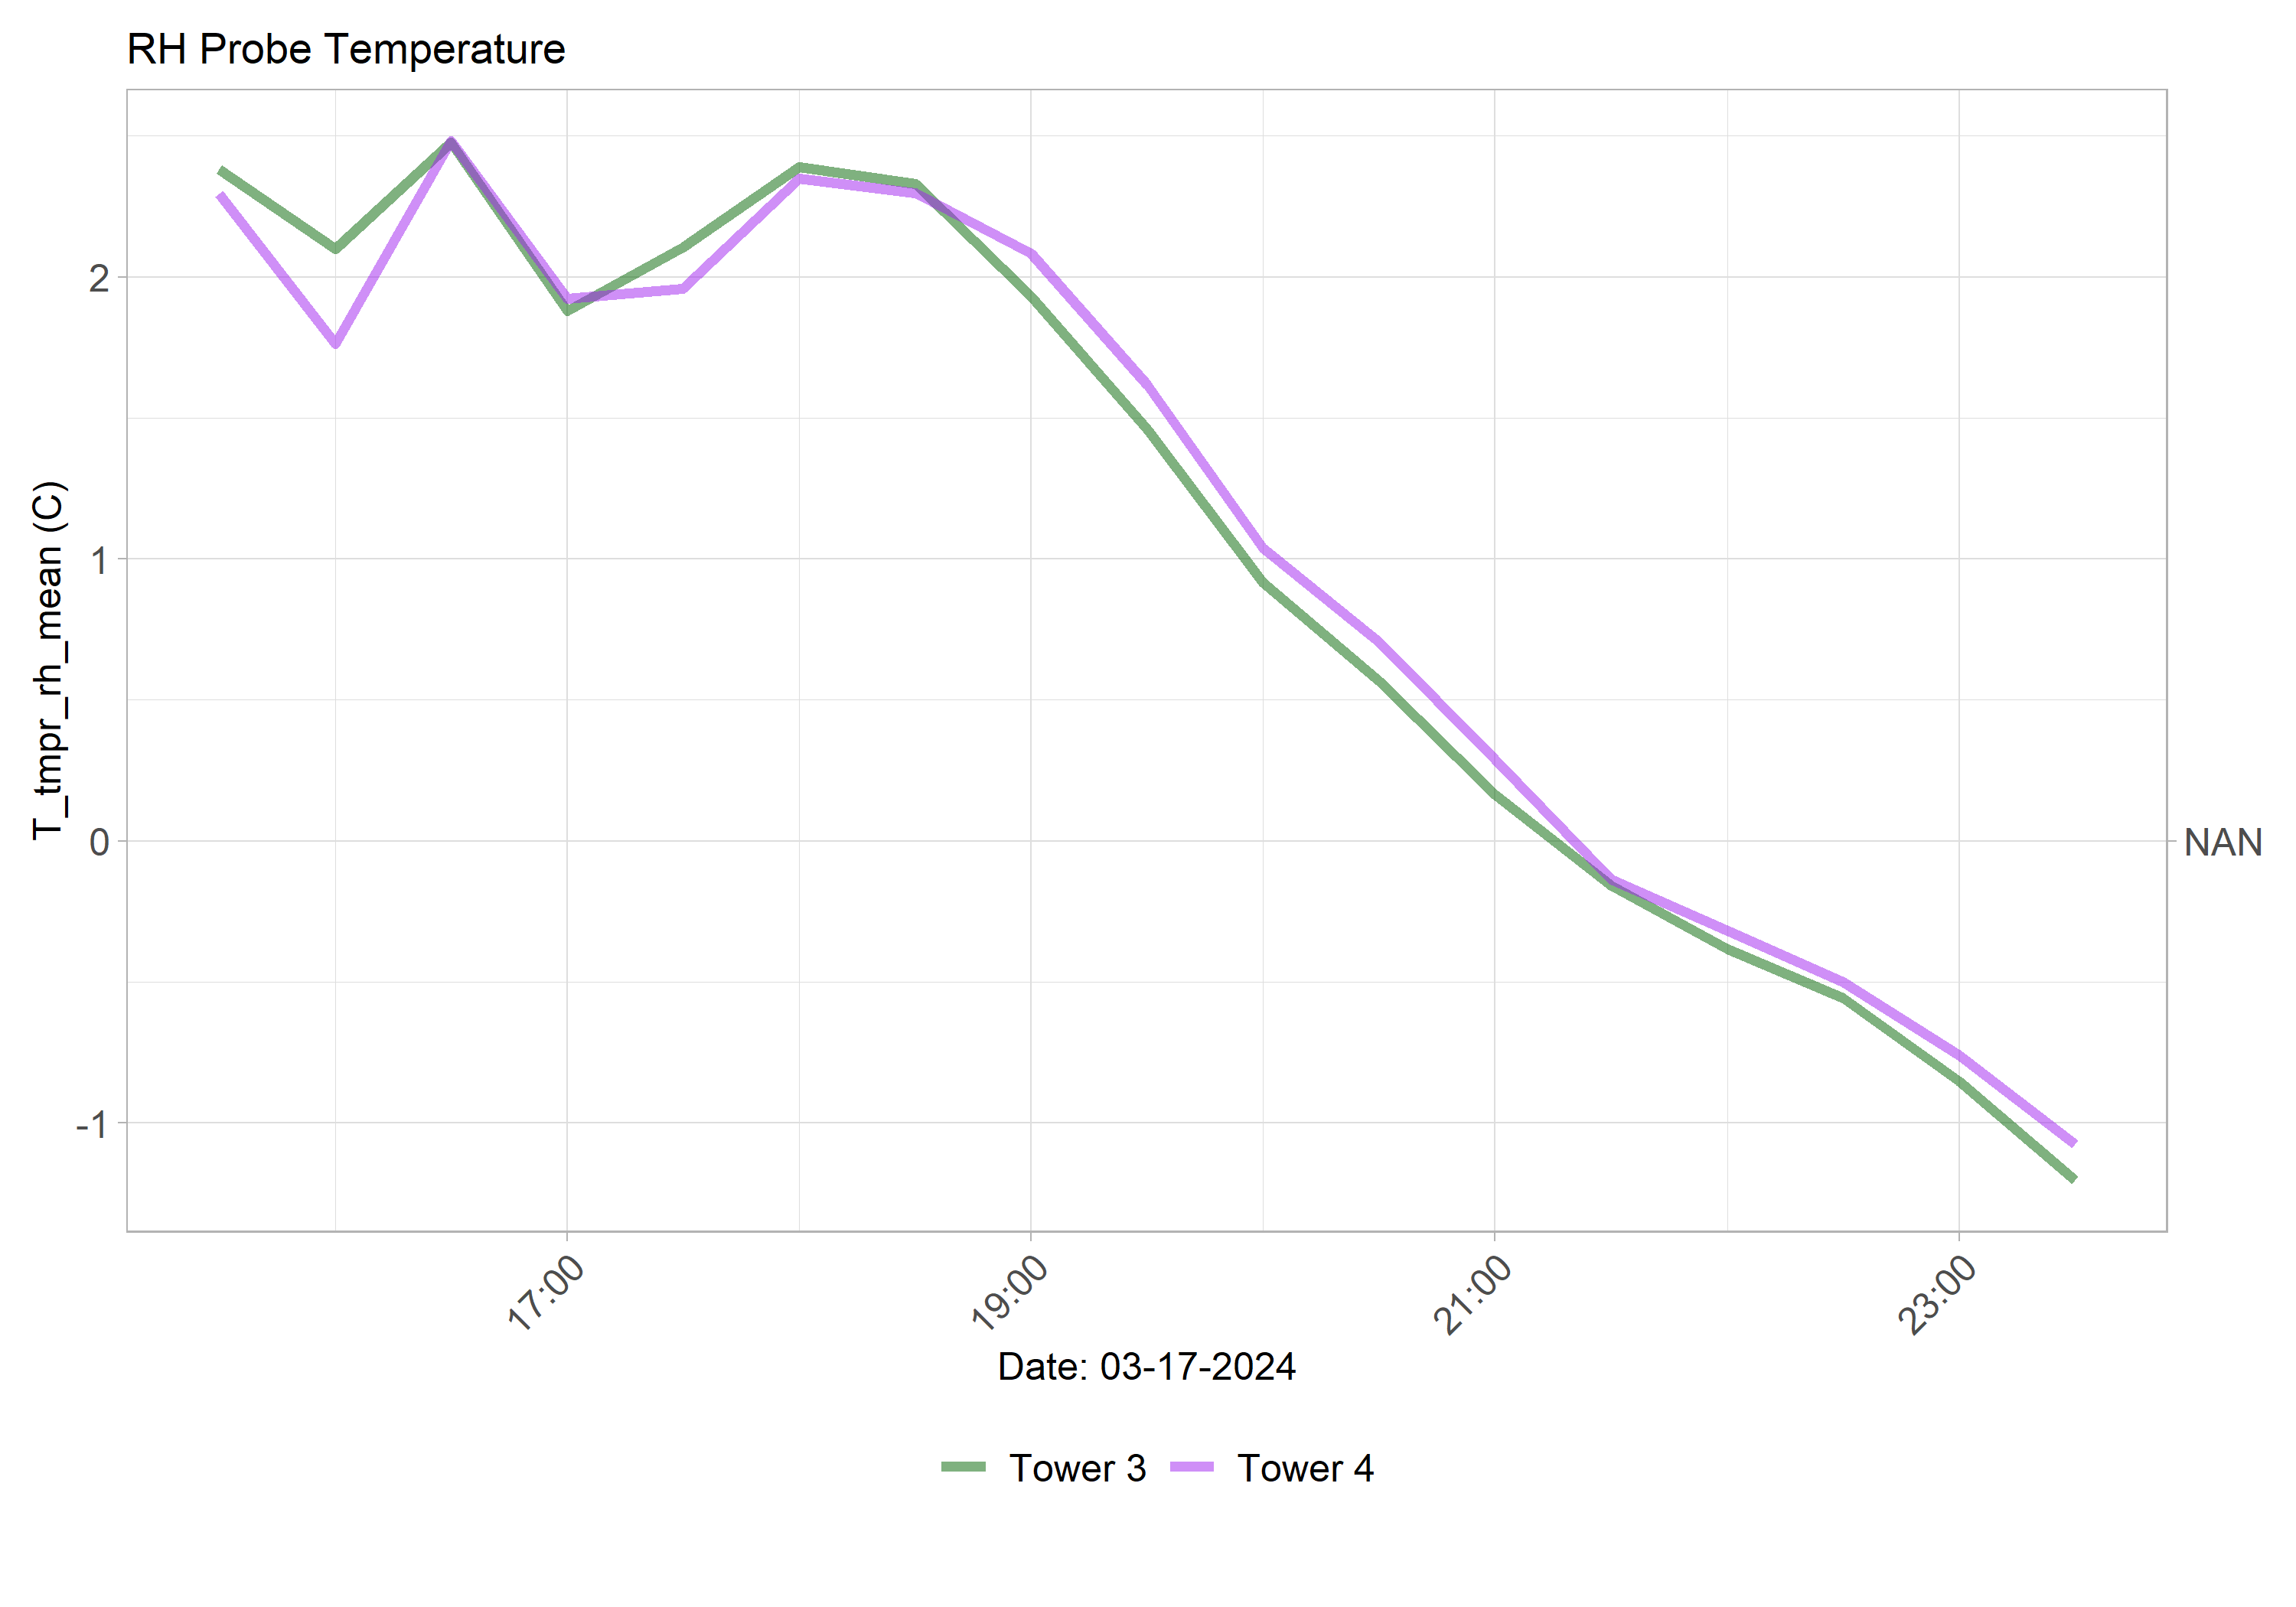 RH Probe Temperature
T_tmpr_rh_mean (C)
2
1
0
-1
NAN
17:00
19:00
21:00
23:00
Date: 03-17-2024
Tower 3
Tower 4